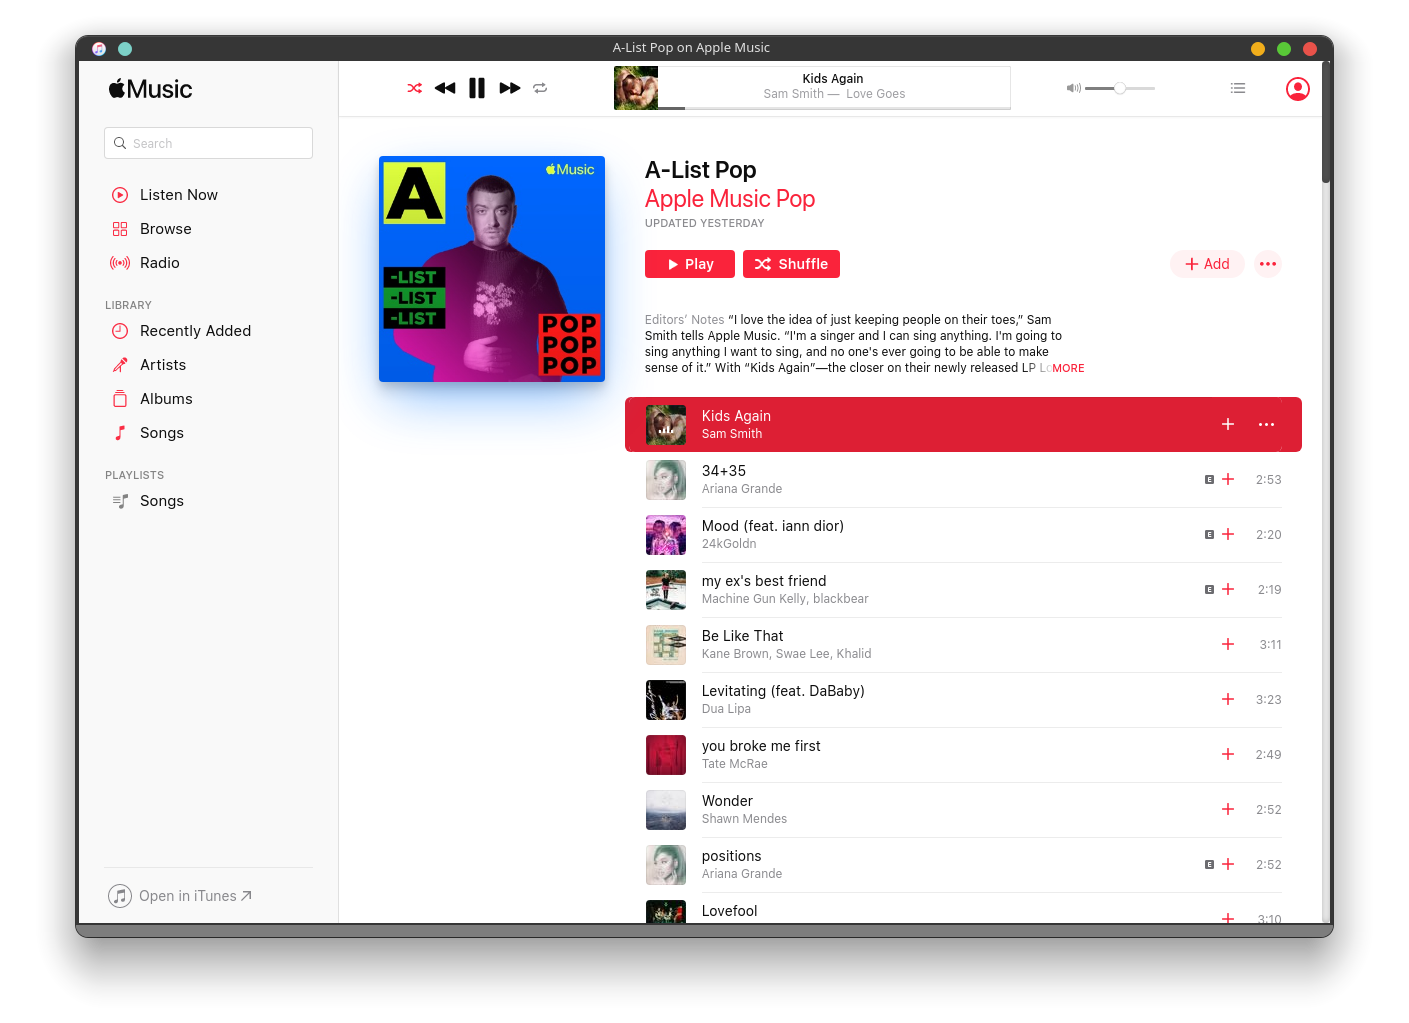 A-List Pop on Apple Music
Music
Kids Again
Sam Smith — Love Goes
Search
Listen Now
Browse
Radio
LIBRARY
Recently Added
Artists
Albums
Songs
PLAYLISTS
Songs
Open in iTunes
A
Music
-LIST
-LIST
-LIST
POP
POP
POP
A-List Pop
Apple Music Pop
UPDATED YESTERDAY
Play
Shuffle
Add
Editors’ Notes “I love the idea of just keeping people on their toes,” Sam
Smith tells Apple Music. “I'm a singer and I can sing anything. I'm going to
sing anything I want to sing, and no one's ever going to be able to make
sense of it.” With “Kids Again”—the closer on their newly released LP Lo MORE
Kids Again
Sam Smith
34+35
Ariana Grande
E 2:53
Mood (feat. iann dior)
24kGoldn
E 2:20
my ex's best friend
Machine Gun Kelly, blackbear
E 2:19
Be Like That
Kane Brown, Swae Lee, Khalid
3:11
Levitating (feat. DaBaby)
Dua Lipa
3:23
you broke me first
Tate McRae
2:49
Wonder
Shawn Mendes
2:52
positions
Ariana Grande
E 2:52
Lovefool
3:10